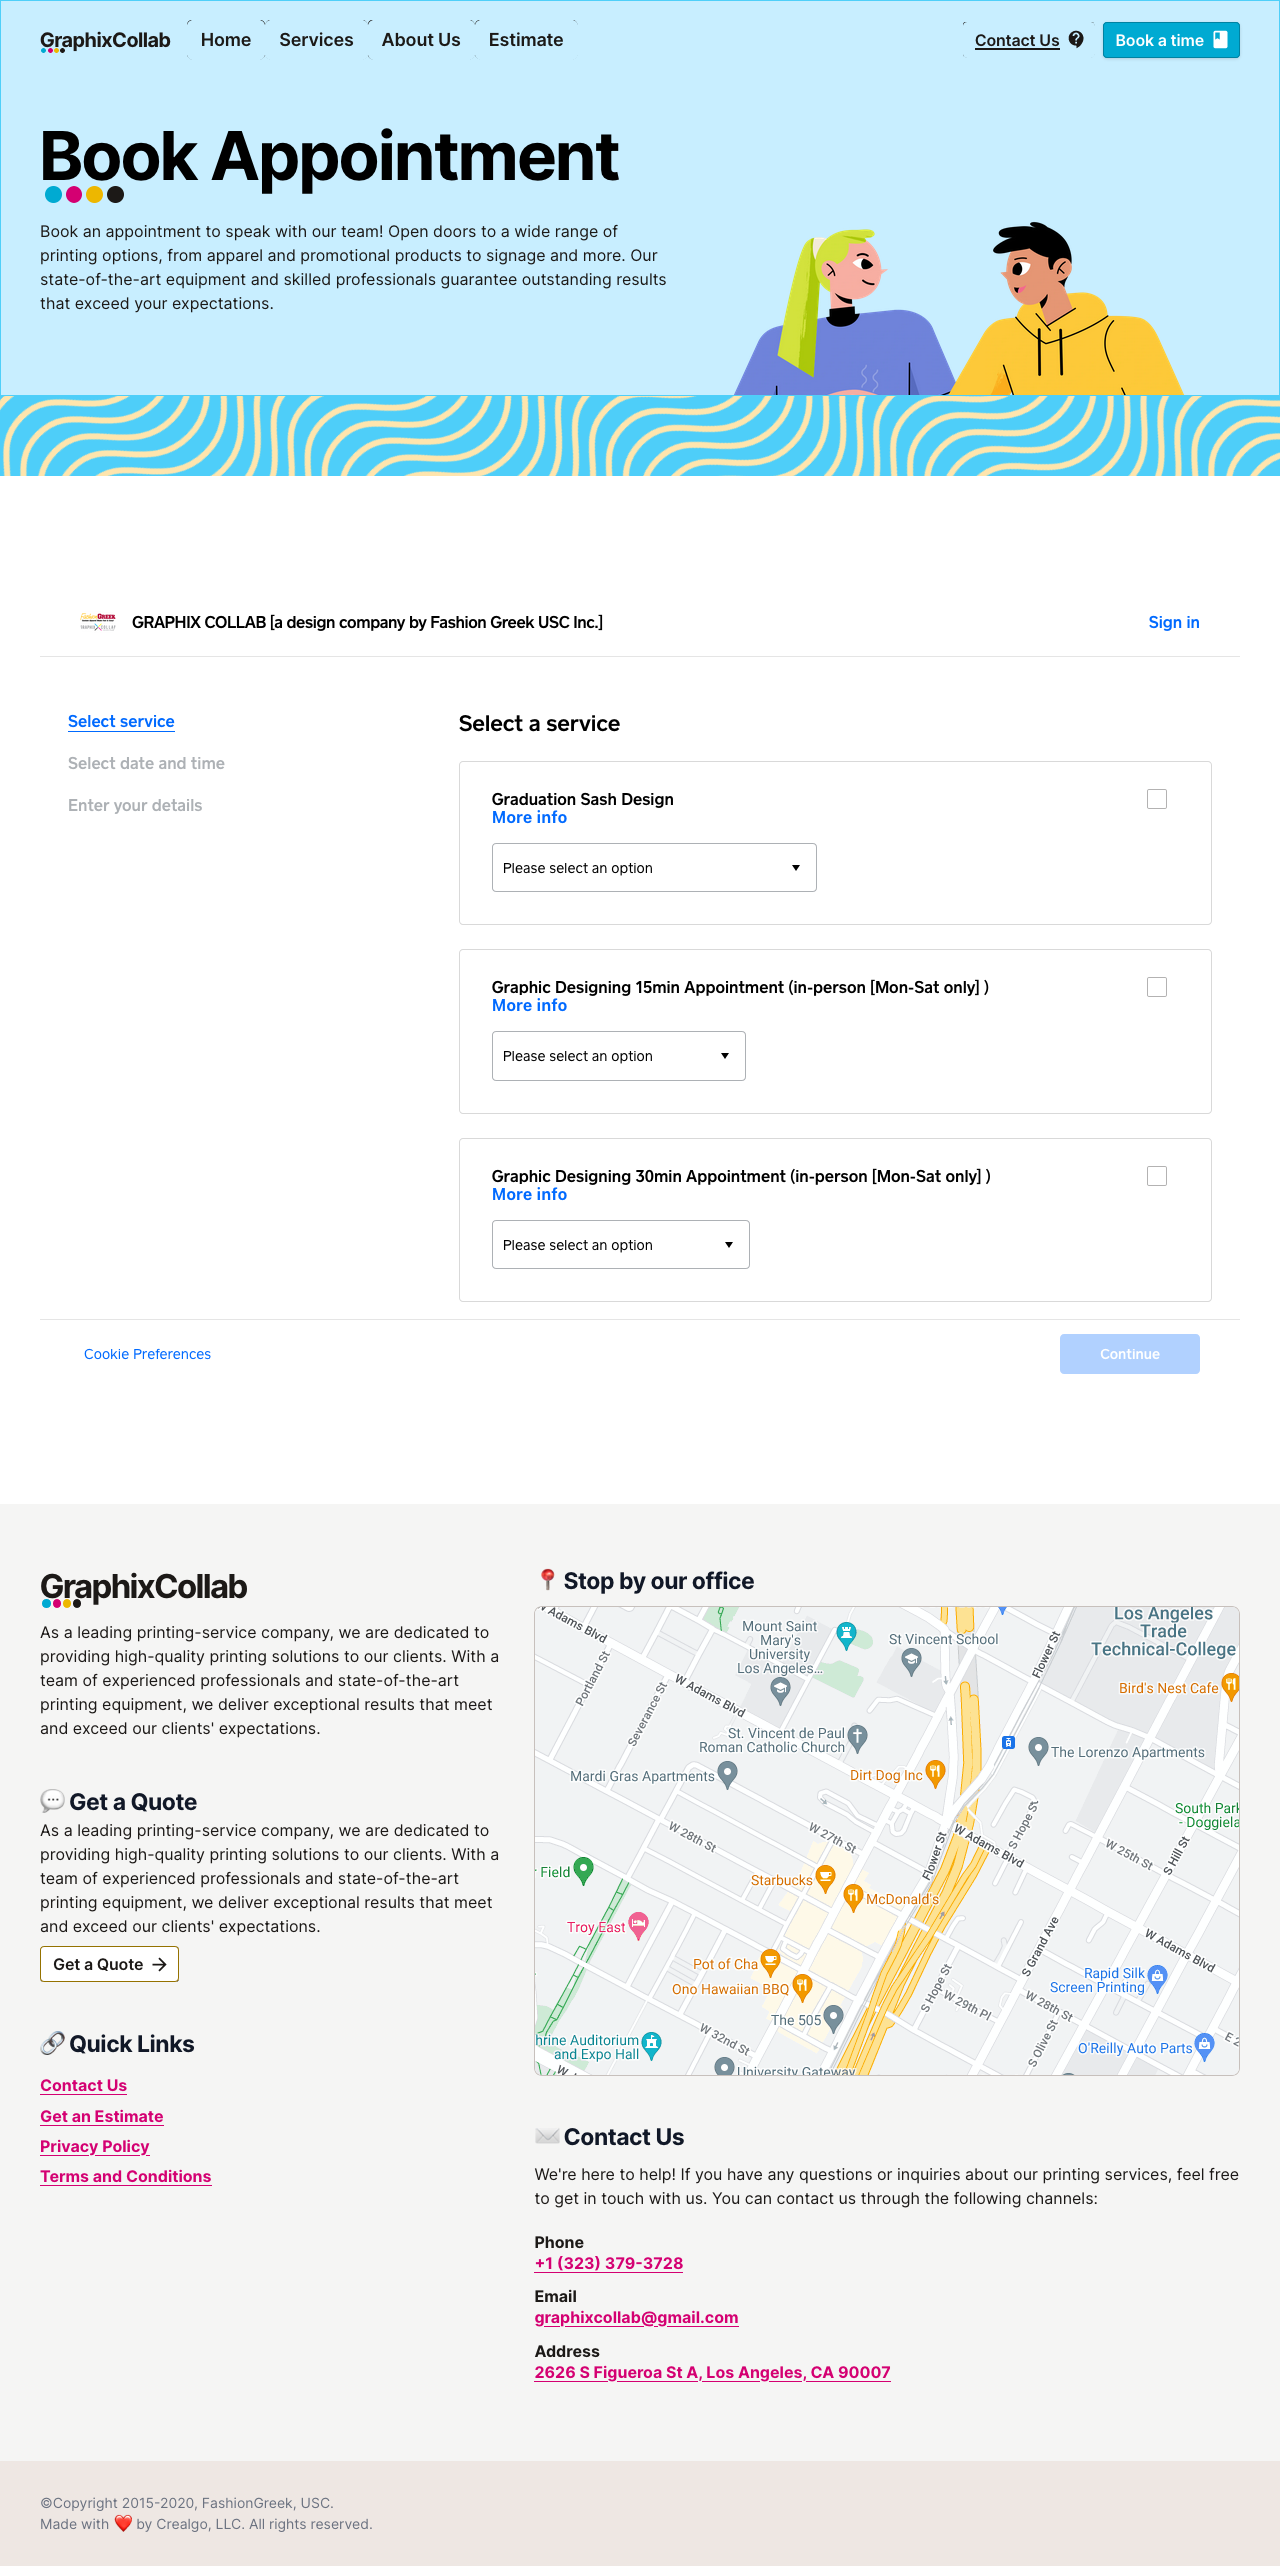 GraphixCollab
Home
Services
About Us
Estimate
Contact Us
Book a time
Book Appointment
Book an appointment to speak with our team! Open doors to a wide range of
printing options, from apparel and promotional products to signage and more. Our
state-of-the-art equipment and skilled professionals guarantee outstanding results
that exceed your expectations.
GRAPHIX COLLAB [a design company by Fashion Greek USC Inc.]
Sign in
Select service
Select date and time
Enter your details
Select a service
Graduation Sash Design
More info
Please select an option
Graphic Designing 15min Appointment (in-person [Mon-Sat only] )
More info
Please select an option
Graphic Designing 30min Appointment (in-person [Mon-Sat only] )
More info
Please select an option
Cookie Preferences
Continue
GraphixCollab
As a leading printing-service company, we are dedicated to
providing high-quality printing solutions to our clients. With a
team of experienced professionals and state-of-the-art
printing equipment, we deliver exceptional results that meet
and exceed our clients' expectations.
Get a Quote
As a leading printing-service company, we are dedicated to
providing high-quality printing solutions to our clients. With a
team of experienced professionals and state-of-the-art
printing equipment, we deliver exceptional results that meet
and exceed our clients' expectations.
Get a Quote
Quick Links
Contact Us
Get an Estimate
Privacy Policy
Terms and Conditions
Stop by our office
W Adams Blvd
Mount Saint
Mary's
University
Los Angeles...
St Vincent School
Flower St
Los Angeles
Trade
Technical-College
Portland St
Severance St
W Adams Blvd
Bird's Nest Cafe
St. Vincent de Paul
Roman Catholic Church
The Lorenzo Apartments
Mardi Gras Apartments
Dirt Dog Inc
South Park
- Doggiela
W 28th St
W 27th St
Flower St
W Adams Blvd
S Hope St
W 25th St
S Hill St
Field
Starbucks
McDonald's
Troy East
S Grand Ave
W Adams Blvd
Pot of Cha
Ono Hawaiian BBQ
Rapid Silk
Screen Printing
S Hope St
W 29th Pl
W 28th St
The 505
W 32nd St
S Olive St
O'Reilly Auto Parts
E 2
hrine Auditorium
and Expo Hall
W
University Gateway
Contact Us
We're here to help! If you have any questions or inquiries about our printing services, feel free
to get in touch with us. You can contact us through the following channels:
Phone
+1 (323) 379-3728
Email
graphixcollab@gmail.com
Address
2626 S Figueroa St A, Los Angeles, CA 90007
©Copyright 2015-2020, FashionGreek, USC.
Made with ❤️ by Crealgo, LLC. All rights reserved.